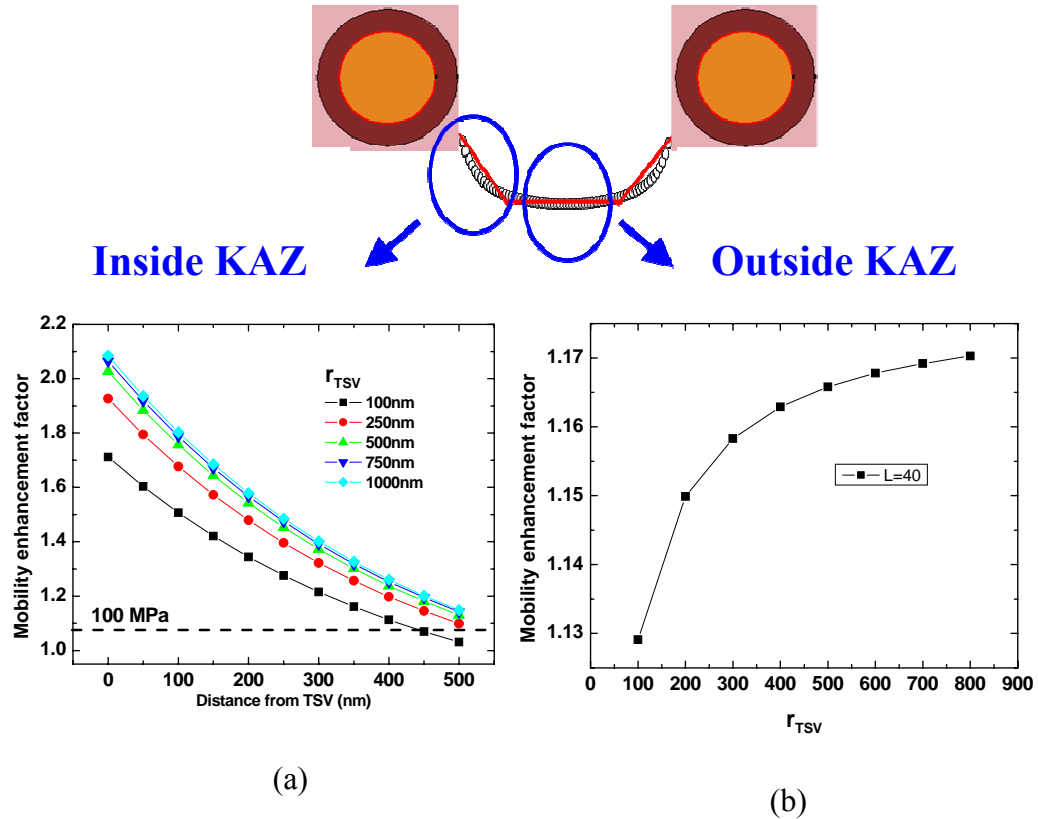 Inside KAZ
Outside KAZ
2.2
2.0
1.8
1.6
1.4
1.2
1.0
Mobility enhancement factor
r_TSV
100nm
250nm
500nm
750nm
1000nm
100 MPa
0 100 200 300 400 500
Distance from TSV (nm)
(a)
1.17
1.16
1.15
1.14
1.13
Mobility enhancement factor
L=40
0 100 200 300 400 500 600 700 800 900
r_TSV
(b)